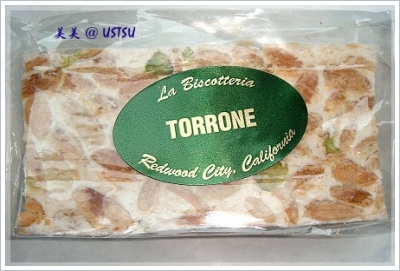 美美 @ USTSU
La Biscotteria
TORRONE
Redwood City, California